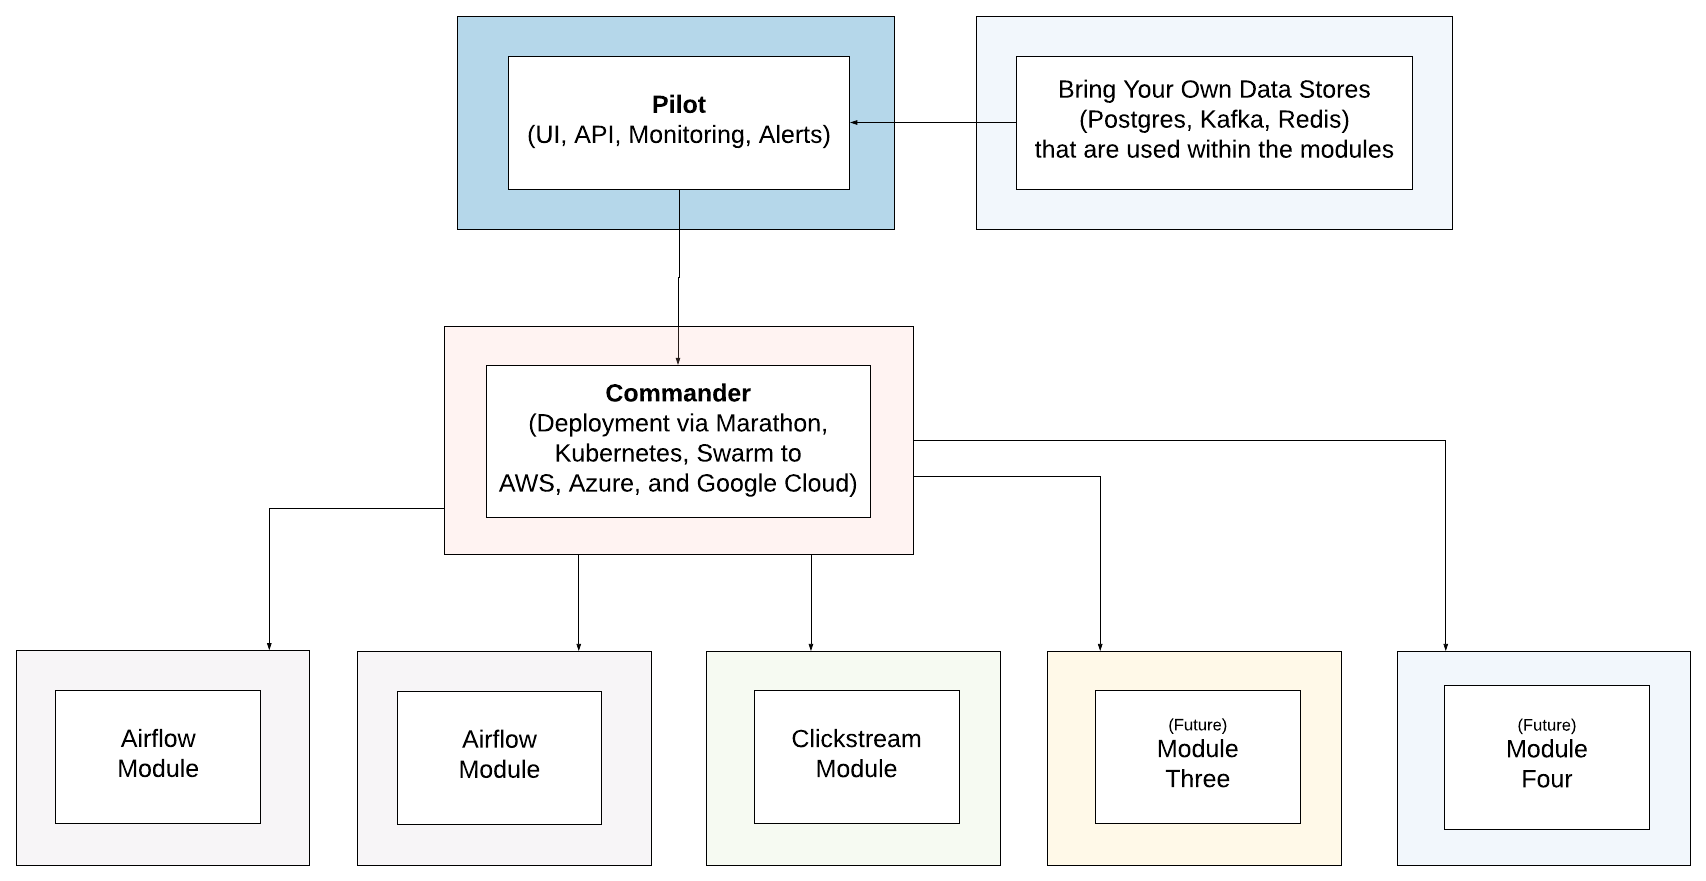 Pilot
(UI, API, Monitoring, Alerts)
Bring Your Own Data Stores
(Postgres, Kafka, Redis)
that are used within the modules
Commander
(Deployment via Marathon,
Kubernetes, Swarm to
AWS, Azure, and Google Cloud)
Airflow
Module
Airflow
Module
Clickstream
Module
(Future)
Module
Three
(Future)
Module
Four